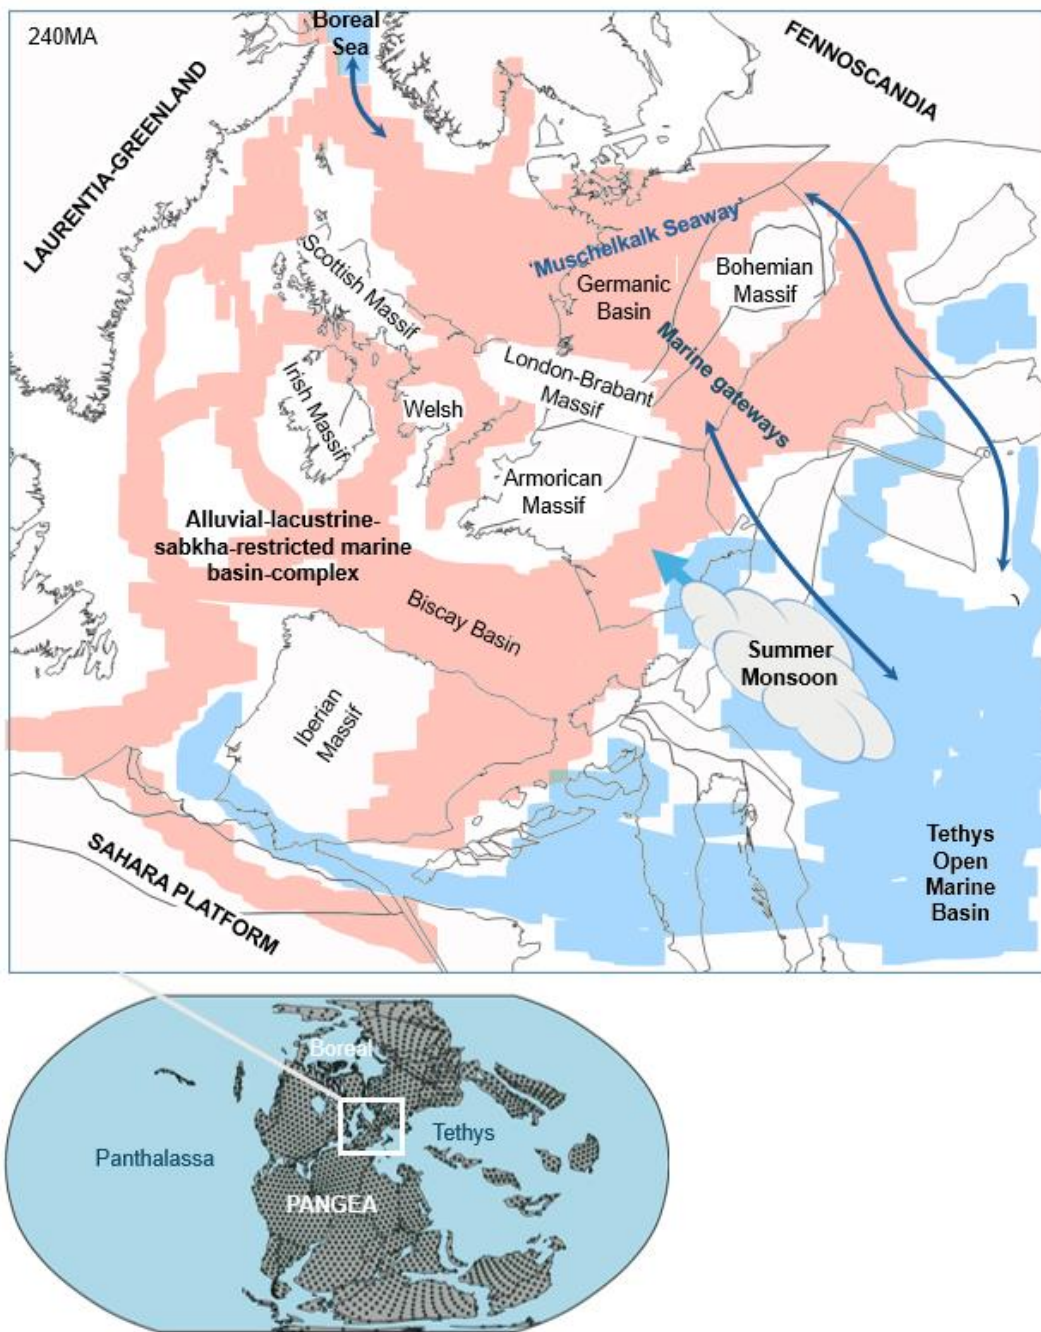 240MA
Boreal
Sea
FENNOSCANDIA
LAURENTIA-GREENLAND
'Muschelkalk Seaway'
Scottish Massif
Germanic
Basin
Bohemian
Massif
Marine gateways
London-Brabant
Massif
Irish Massif
Welsh
Armorican
Massif
Alluvial-lacustrine-
sabkha-restricted marine
basin-complex
Biscay Basin
Summer
Monsoon
Iberian
Massif
SAHARA PLATFORM
Tethys
Open
Marine
Basin
Boreal
Tethys
Panthalassa
PANGEA